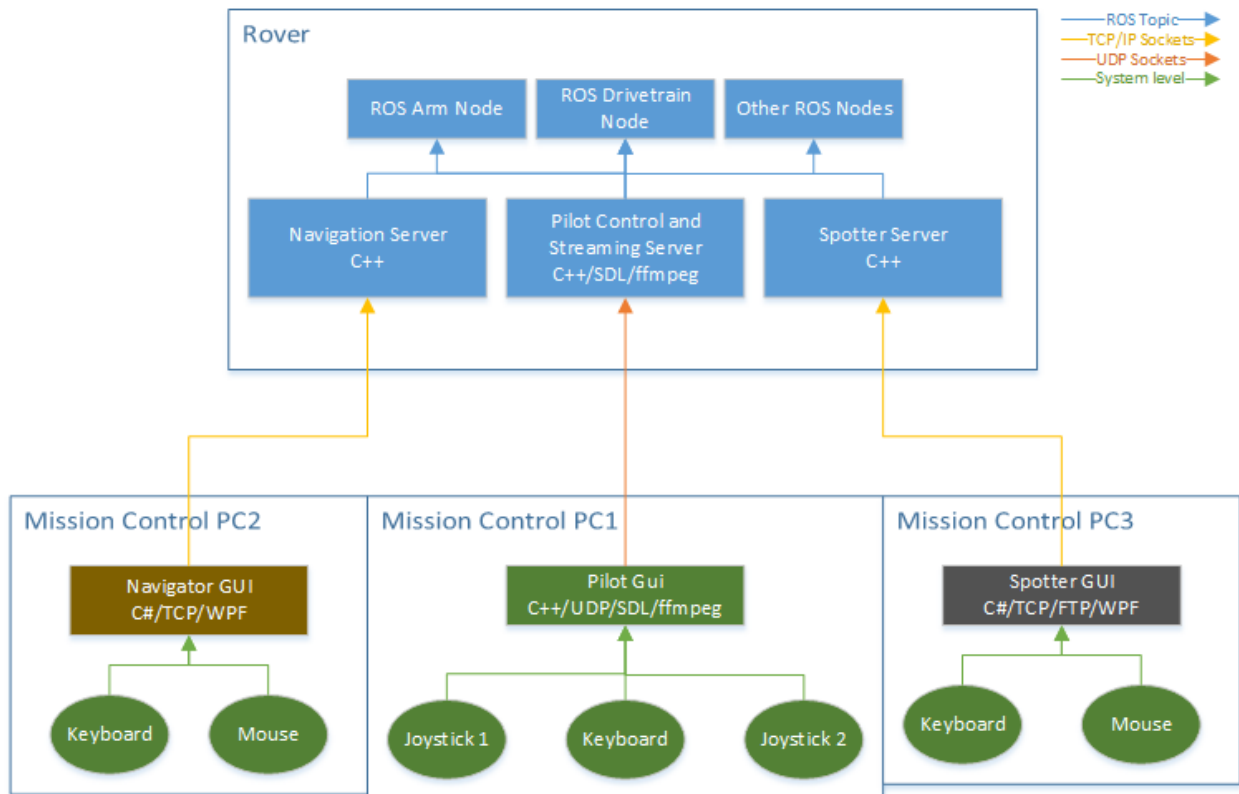 Rover
ROS Topic
TCP/IP Sockets
UDP Sockets
System level
ROS Arm Node
ROS Drivetrain
Node
Other ROS Nodes
Navigation Server
C++
Pilot Control and
Streaming Server
C++/SDL/ffmpeg
Spotter Server
C++
Mission Control PC2
Navigator GUI
C#/TCP/WPF
Keyboard
Mouse
Mission Control PC1
Pilot Gui
C++/UDP/SDL/ffmpeg
Joystick 1
Keyboard
Joystick 2
Mission Control PC3
Spotter GUI
C#/TCP/FTP/WPF
Keyboard
Mouse